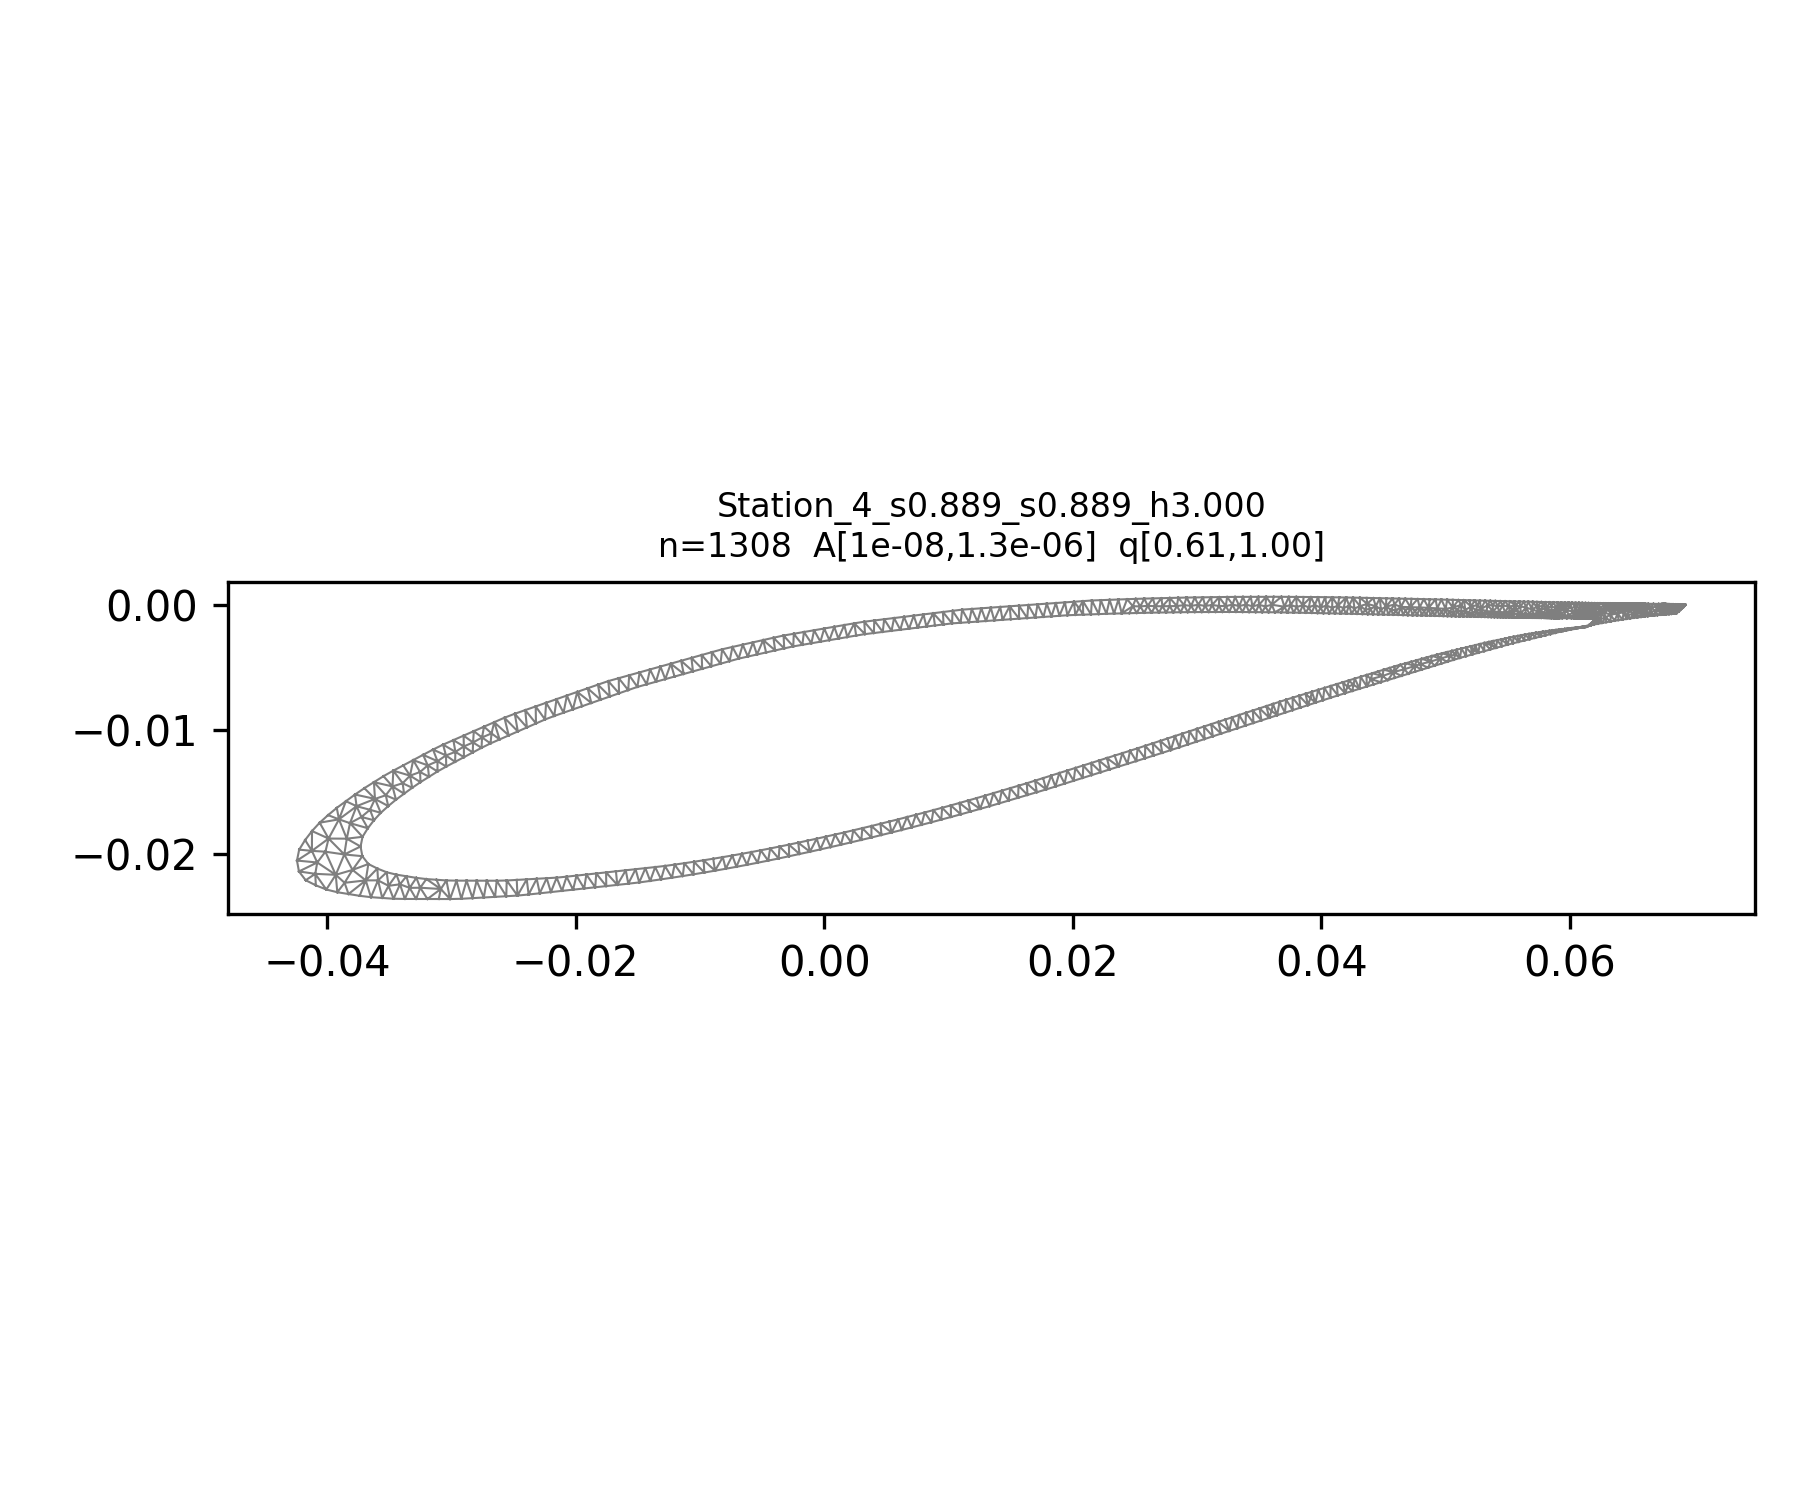 Station_4_s0.889_s0.889_h3.000
n=1308 A[1e-08,1.3e-06] q[0.61,1.00]
0.00
−0.01
−0.02
−0.04 −0.02 0.00 0.02 0.04 0.06